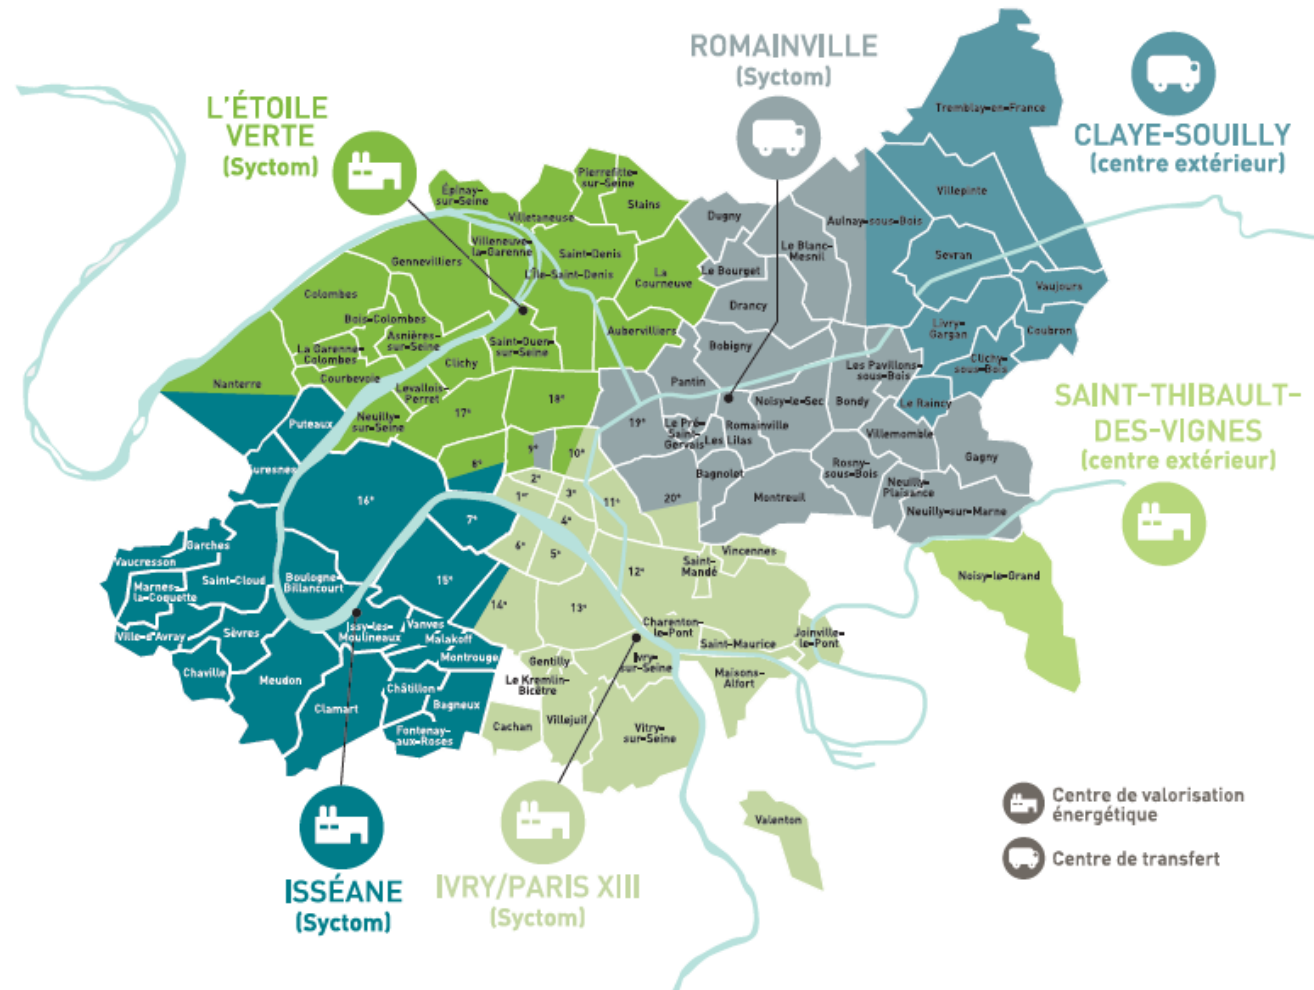 ROMAINVILLE
(Syctom)
CLAYE-SOUILLY
(centre extérieur)
L'ÉTOILE
VERTE
(Syctom)
Tremblay-en-France
Pierrefitte-
sur-Seine
Épinay-
sur-Seine
Villetaneuse
Stains
Dugny
Aulnay-sous-Bois
Villepinte
Villeneuve-
la-Garenne
Saint-Denis
Le Blanc-
Mesnil
Sevran
Gennevilliers
L'Île-Saint-Denis
La
Courneuve
Le Bourget
Vaujours
Colombes
Drancy
Bois-Colombes
Aubervilliers
Livry-
Gargan
Coubron
Asnières-
sur-Seine
Saint-Ouen-
sur-Seine
Bobigny
La Garenne-
Colombes
Clichy
Les Pavillons-
sous-Bois
Clichy-
sous-Bois
Nanterre
Courbevoie
Levallois-
Perret
Pantin
Noisy-le-Sec
Bondy
Le Raincy
SAINT-THIBAULT-
DES-VIGNES
(centre extérieur)
Puteaux
Neuilly-
sur-Seine
17e
18e
19e
Le Pré-
Saint-
Gervais
Les Lilas
Romainville
Villemomble
Suresnes
8e
9e
10e
Bagnolet
Rosny-
sous-Bois
Gagny
16e
2e
1er
3e
11e
20e
Montreuil
Neuilly-
Plaisance
Neuilly-sur-Marne
7e
4e
6e
5e
12e
Saint-
Mandé
Vincennes
Garches
Vaucresson
Marnes-
la-Coquette
Saint-Cloud
Boulogne-
Billancourt
15e
14e
13e
Noisy-le-Grand
Ville-d'Avray
Sèvres
Issy-les-
Moulineaux
Vanves
Malakoff
Montrouge
Charenton-
le-Pont
Saint-Maurice
Joinville-
le-Pont
Chaville
Meudon
Gentilly
Ivry-
sur-Seine
Maisons-
Alfort
Le Kremlin-
Bicêtre
Châtillon
Clamart
Bagneux
Fontenay-
aux-Roses
Cachan
Villejuif
Vitry-
sur-Seine
Valenton
ISSÉANE
(Syctom)
IVRY/PARIS XIII
(Syctom)
Centre de valorisation
énergétique
Centre de transfert